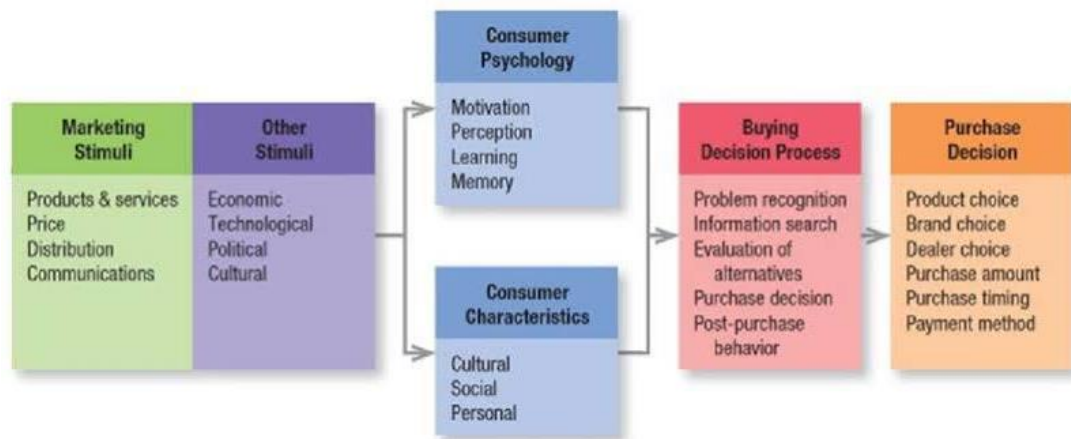 Marketing
Stimuli
Products & services
Price
Distribution
Communications
Other
Stimuli
Economic
Technological
Political
Cultural
Consumer
Psychology
Motivation
Perception
Learning
Memory
Consumer
Characteristics
Cultural
Social
Personal
Buying
Decision Process
Problem recognition
Information search
Evaluation of
alternatives
Purchase decision
Post-purchase
behavior
Purchase
Decision
Product choice
Brand choice
Dealer choice
Purchase amount
Purchase timing
Payment method